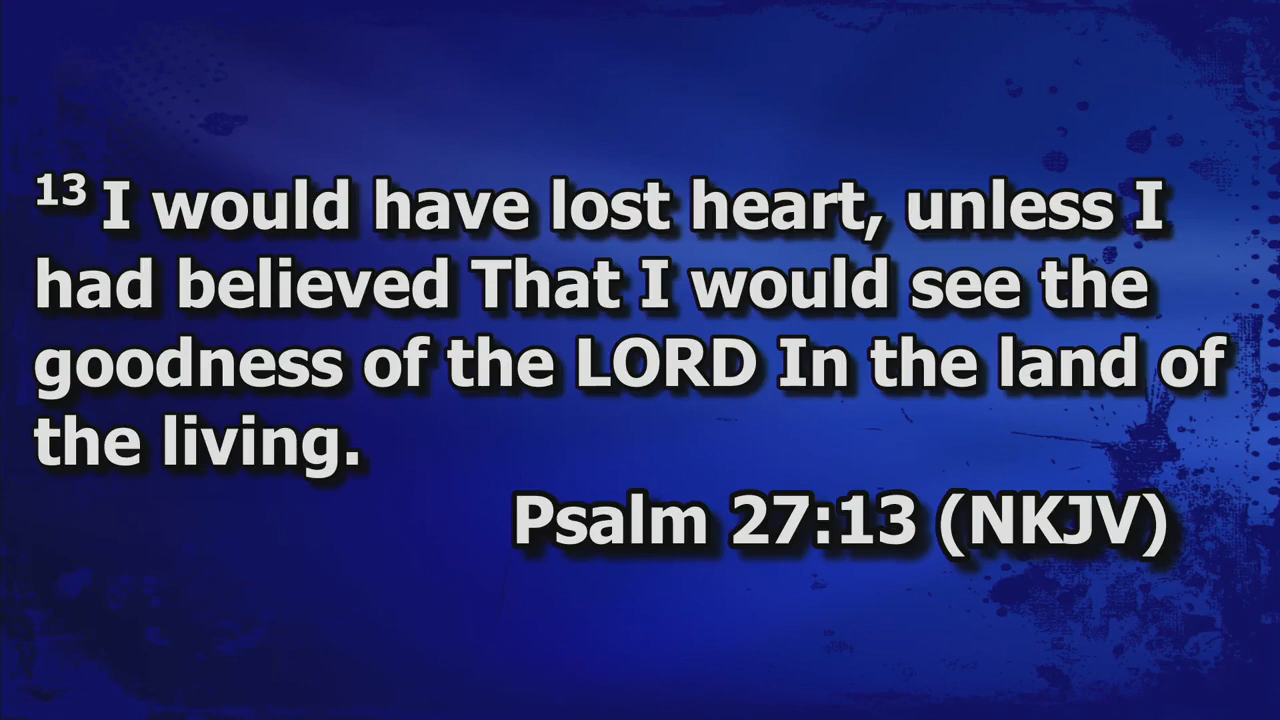 13 I would have lost heart, unless I
had believed That I would see the
goodness of the LORD In the land of
the living.
Psalm 27:13 (NKJV)